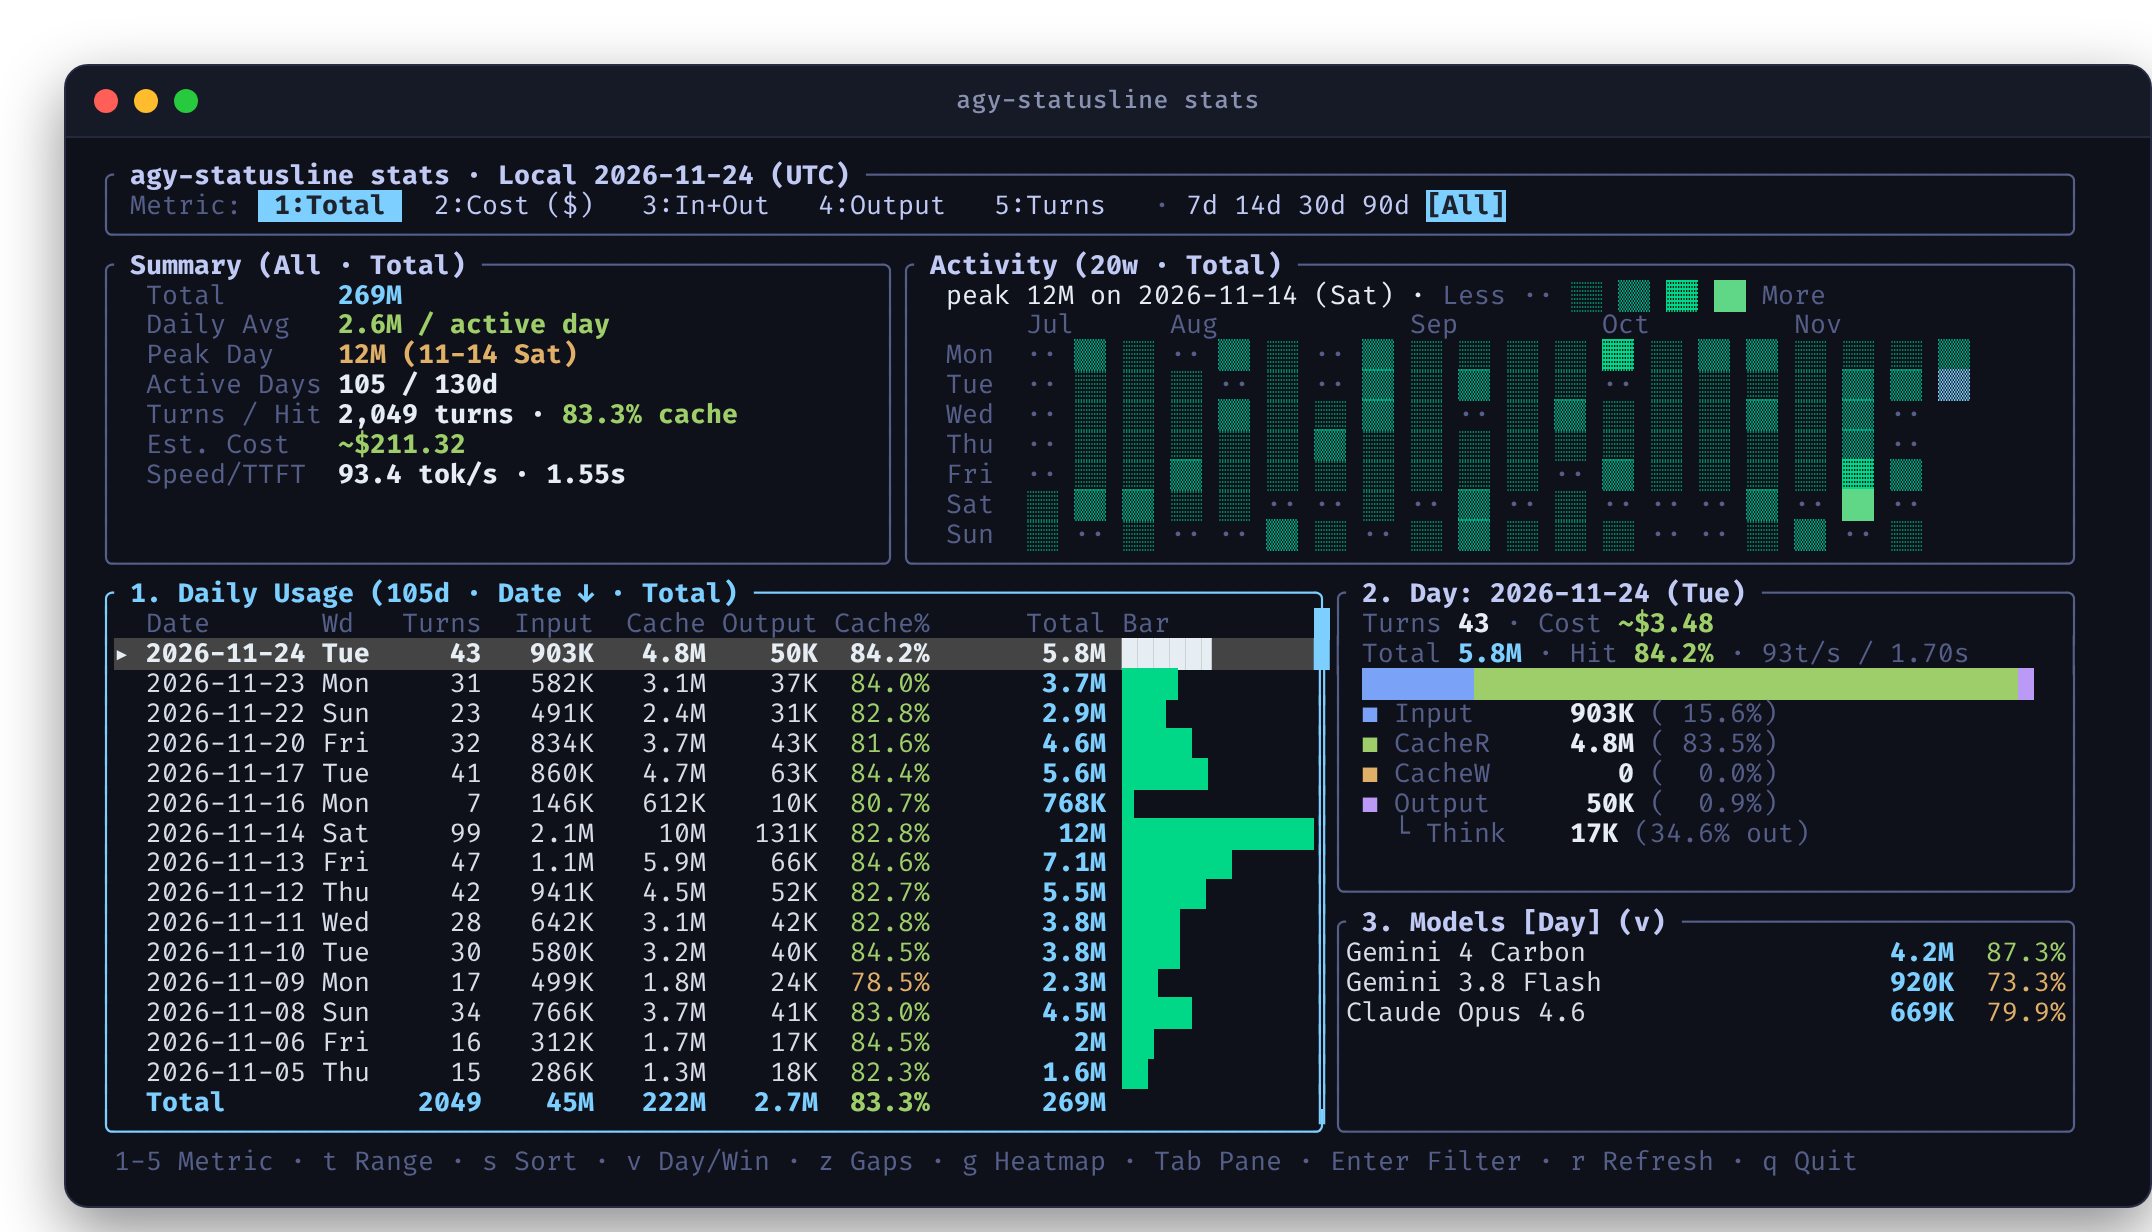 agy-statusline stats
agy-statusline stats · Local 2026-11-24 (UTC)
Metric: 1:Total 2:Cost ($) 3:In+Out 4:Output 5:Turns · 7d 14d 30d 90d [All]
Summary (All · Total)
Total 269M
Daily Avg 2.6M / active day
Peak Day 12M (11-14 Sat)
Active Days 105 / 130d
Turns / Hit 2,049 turns · 83.3% cache
Est. Cost ~$211.32
Speed/TTFT 93.4 tok/s · 1.55s
Activity (20w · Total)
peak 12M on 2026-11-14 (Sat) · Less ·· More
Jul Aug Sep Oct Nov
Mon
Tue
Wed
Thu
Fri
Sat
Sun
1. Daily Usage (105d · Date ↓ · Total)
Date Wd Turns Input Cache Output Cache% Total Bar
▸ 2026-11-24 Tue 43 903K 4.8M 50K 84.2% 5.8M
2026-11-23 Mon 31 582K 3.1M 37K 84.0% 3.7M
2026-11-22 Sun 23 491K 2.4M 31K 82.8% 2.9M
2026-11-20 Fri 32 834K 3.7M 43K 81.6% 4.6M
2026-11-17 Tue 41 860K 4.7M 63K 84.4% 5.6M
2026-11-16 Mon 7 146K 612K 10K 80.7% 768K
2026-11-14 Sat 99 2.1M 10M 131K 82.8% 12M
2026-11-13 Fri 47 1.1M 5.9M 66K 84.6% 7.1M
2026-11-12 Thu 42 941K 4.5M 52K 82.7% 5.5M
2026-11-11 Wed 28 642K 3.1M 42K 82.8% 3.8M
2026-11-10 Tue 30 580K 3.2M 40K 84.5% 3.8M
2026-11-09 Mon 17 499K 1.8M 24K 78.5% 2.3M
2026-11-08 Sun 34 766K 3.7M 41K 83.0% 4.5M
2026-11-06 Fri 16 312K 1.7M 17K 84.5% 2M
2026-11-05 Thu 15 286K 1.3M 18K 82.3% 1.6M
Total 2049 45M 222M 2.7M 83.3% 269M
2. Day: 2026-11-24 (Tue)
Turns 43 · Cost ~$3.48
Total 5.8M · Hit 84.2% · 93t/s / 1.70s
Input 903K ( 15.6%)
CacheR 4.8M ( 83.5%)
CacheW 0 ( 0.0%)
Output 50K ( 0.9%)
└ Think 17K (34.6% out)
3. Models [Day] (v)
Gemini 4 Carbon 4.2M 87.3%
Gemini 3.8 Flash 920K 73.3%
Claude Opus 4.6 669K 79.9%
1-5 Metric · t Range · s Sort · v Day/Win · z Gaps · g Heatmap · Tab Pane · Enter Filter · r Refresh · q Quit